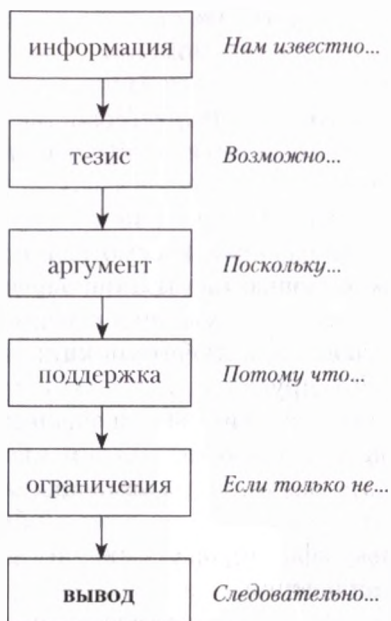 информация Нам известно...
тезис Возможно...
аргумент Поскольку...
поддержка Потому что...
ограничения Если только не...
вывод Следовательно...